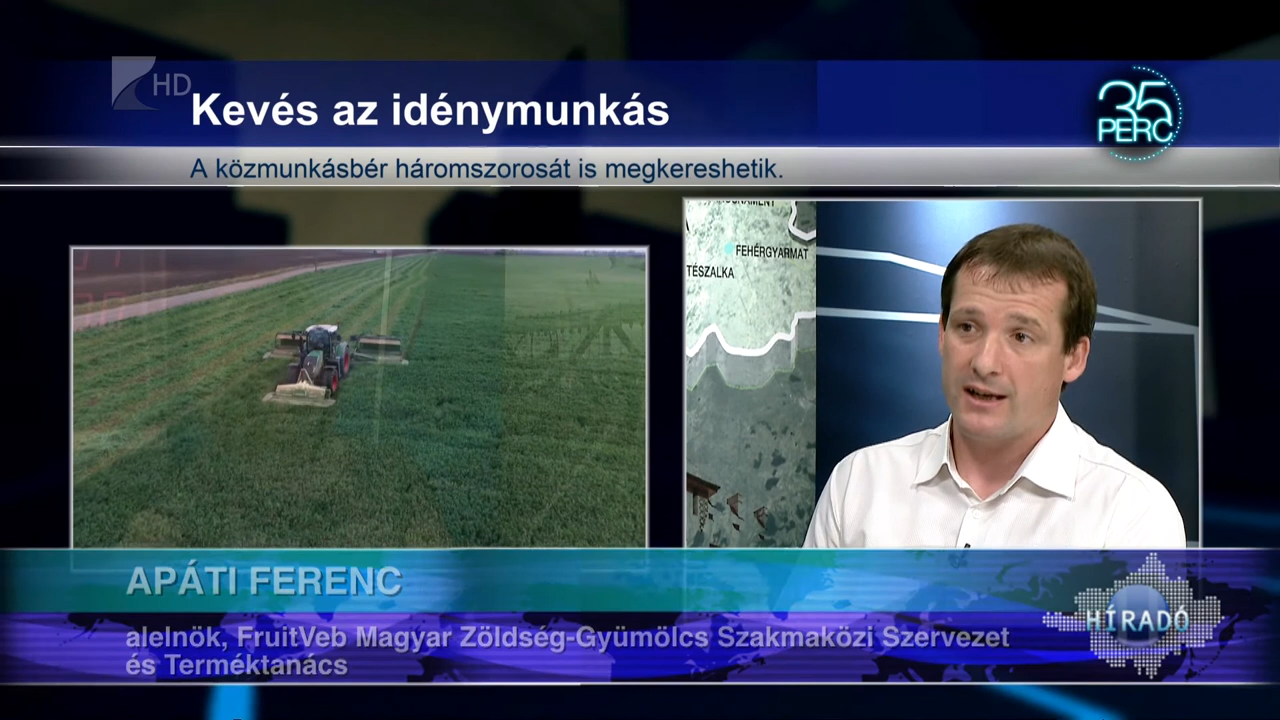 HD
Kevés az idénymunkás
35
PERC
A közmunkásbér háromszorosát is megkereshetik.
FEHÉRGYARMAT
TÉSZALKA
APÁTI FERENC
alelnök, FruitVeb Magyar Zöldség-Gyümölcs Szakmaközi Szervezet
és Terméktanács
HÍRADÓ